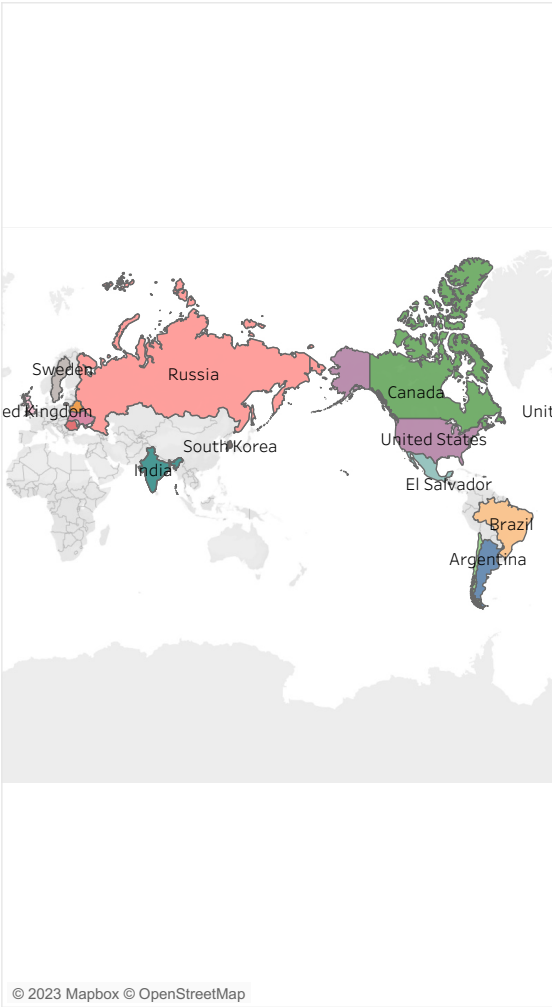 Sweden
Russia
Canada
ed Kingdom
Unit
United States
South Korea
India
El Salvador
Brazil
Argentina
© 2023 Mapbox © OpenStreetMap